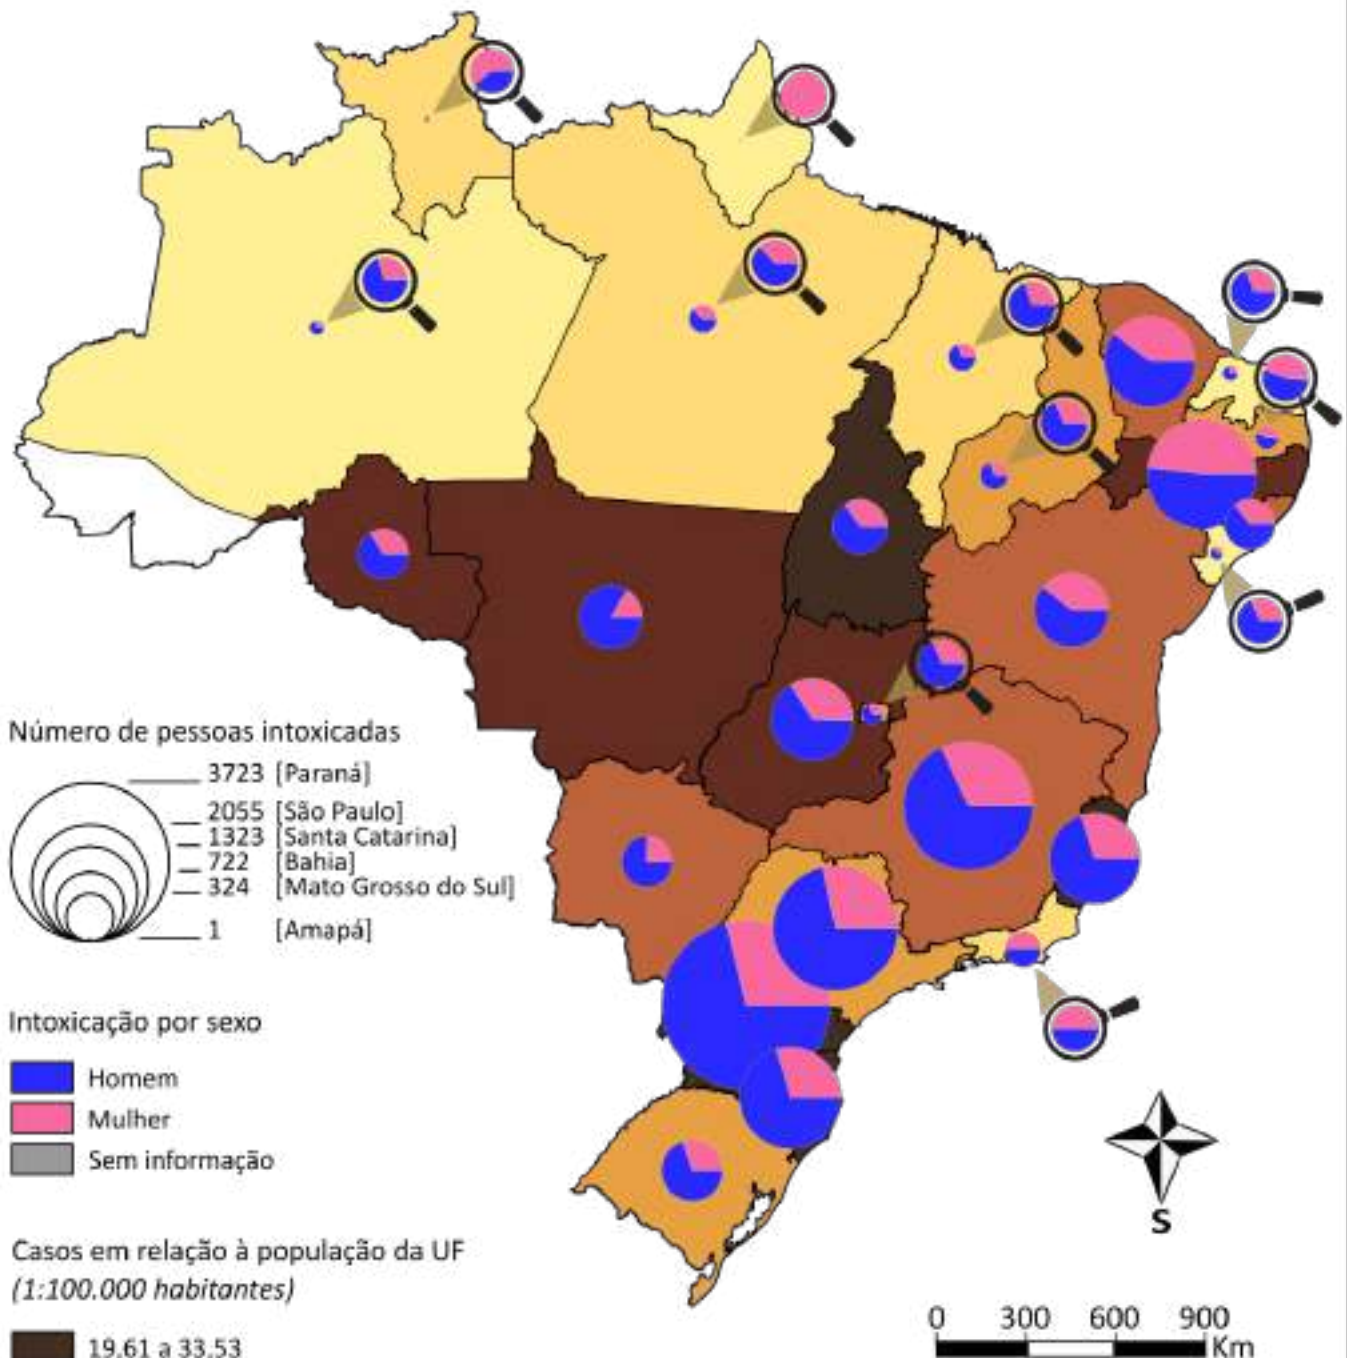 Número de pessoas intoxicadas
3723 [Paraná]
2055 [São Paulo]
1323 [Santa Catarina]
722 [Bahia]
324 [Mato Grosso do Sul]
1 [Amapá]
Intoxicação por sexo
Homem
Mulher
Sem informação
Casos em relação à população da UF
(1:100.000 habitantes)
19,61 a 33,53
S
0 300 600 900
Km